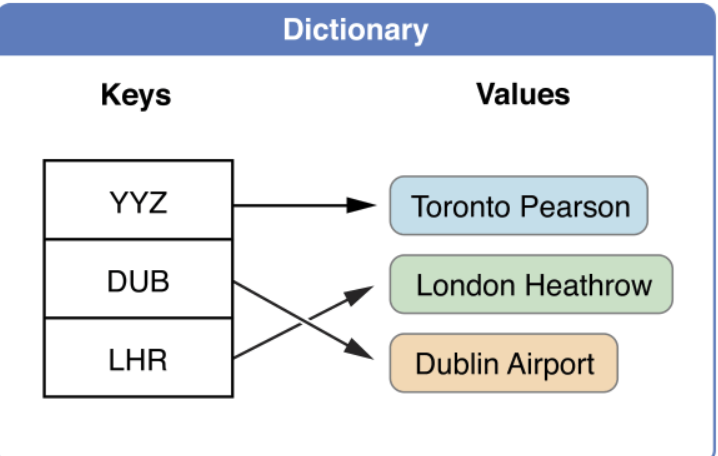 Dictionary
Keys Values
YYZ Toronto Pearson
DUB London Heathrow
LHR Dublin Airport